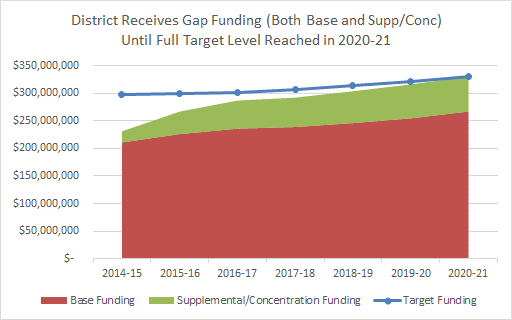 District Receives Gap Funding (Both Base and Supp/Conc)
Until Full Target Level Reached in 2020-21
$350,000,000
$300,000,000
$250,000,000
$200,000,000
$150,000,000
$100,000,000
$50,000,000
$-
2014-15 2015-16 2016-17 2017-18 2018-19 2019-20 2020-21
Base Funding Supplemental/Concentration Funding Target Funding